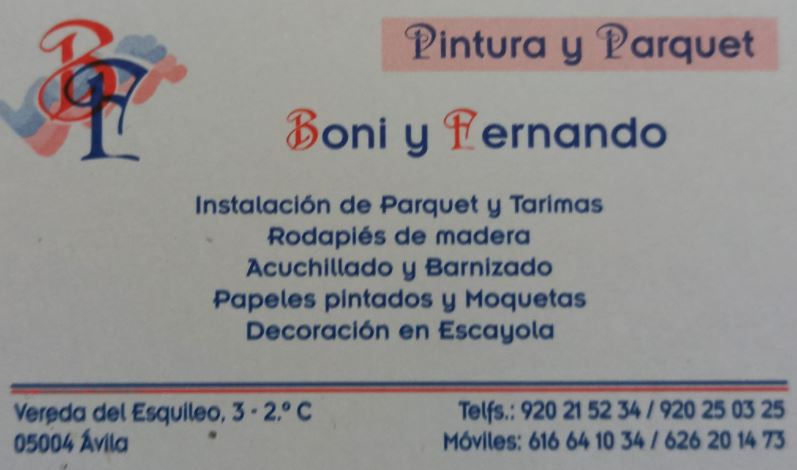 BF
Pintura y Parquet
Boni y Fernando
Instalación de Parquet y Tarimas
Rodapiés de madera
Acuchillado y Barnizado
Papeles pintados y Moquetas
Decoración en Escayola
Vereda del Esquileo, 3 - 2.º C
Telfs.: 920 21 52 34 / 920 25 03 25
05004 Ávila
Móviles: 616 64 10 34 / 626 20 14 73